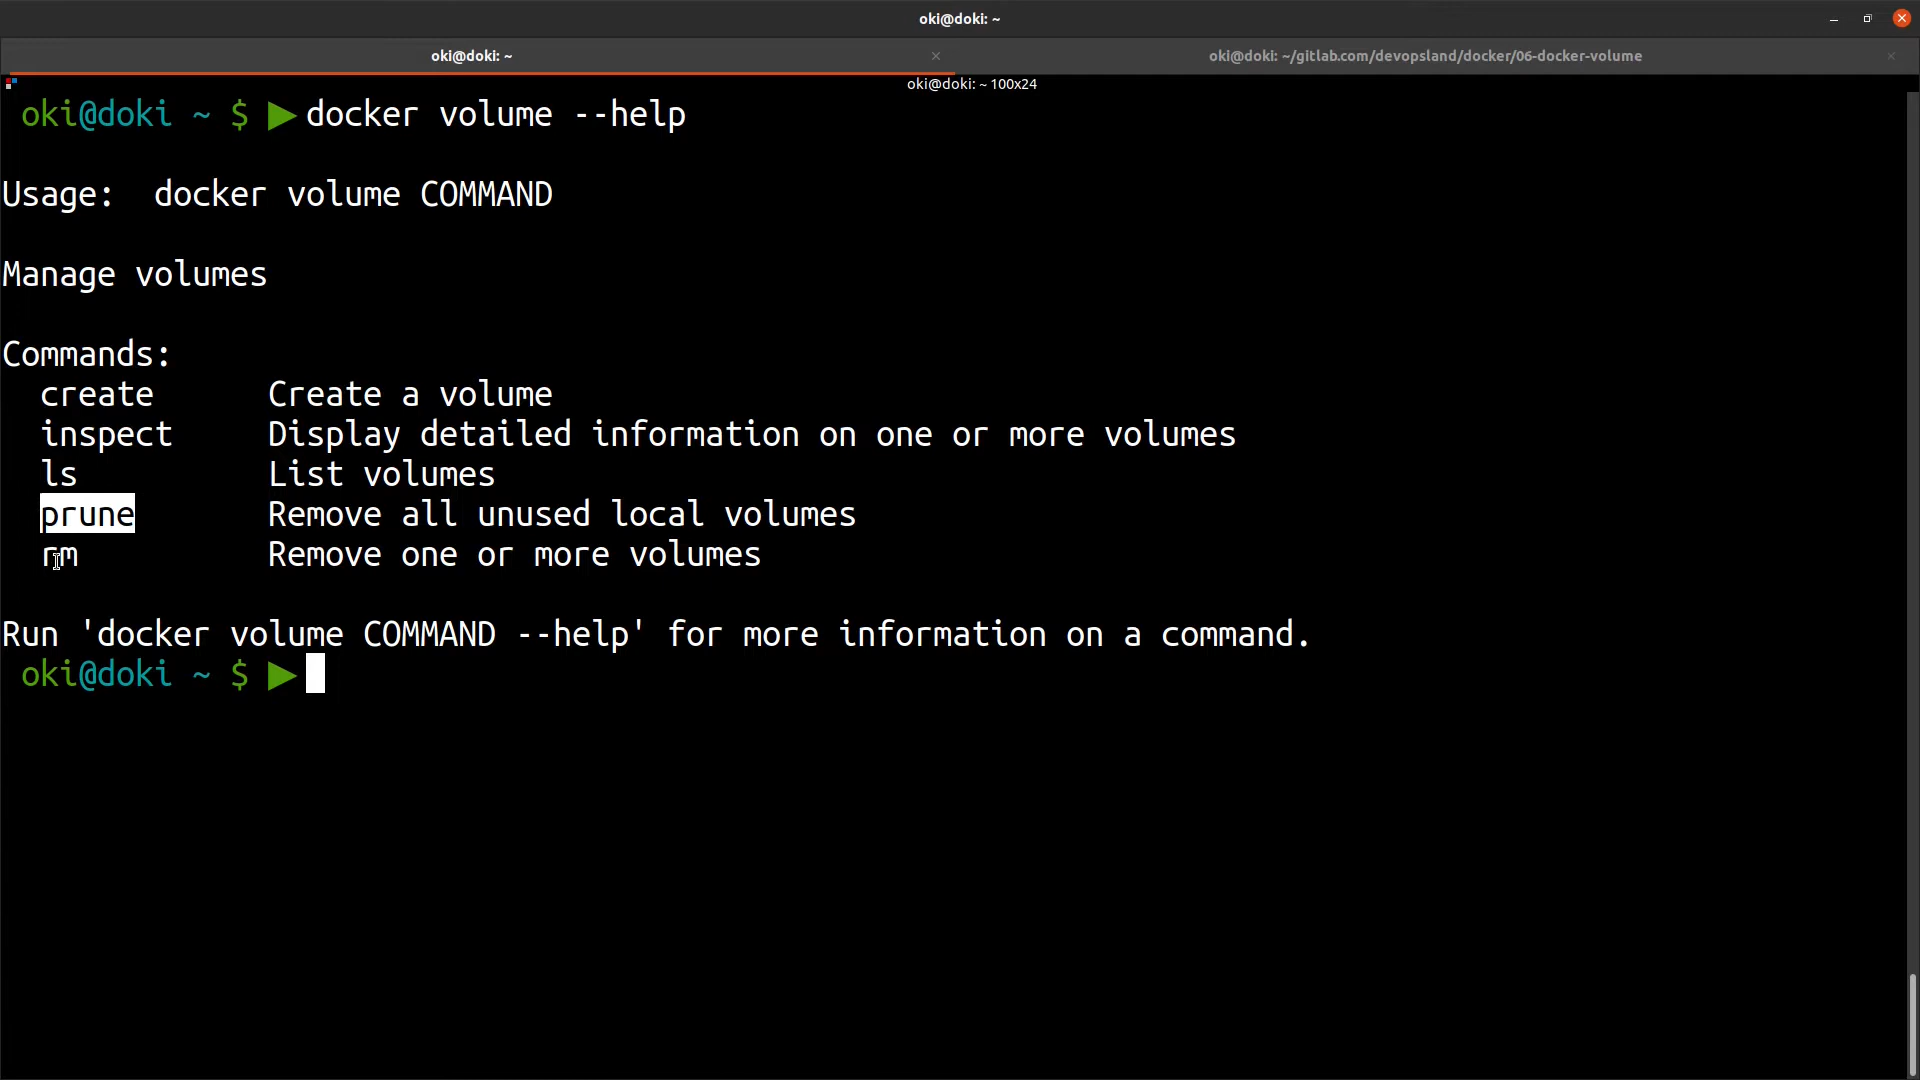 oki@doki: ~
oki@doki: ~
oki@doki: ~/gitlab.com/devopsland/docker/06-docker-volume
oki@doki: ~ 100x24
oki@doki ~ $ ▶ docker volume --help
Usage:  docker volume COMMAND
Manage volumes
Commands:
  create      Create a volume
  inspect     Display detailed information on one or more volumes
  ls          List volumes
  prune       Remove all unused local volumes
  rm          Remove one or more volumes
Run 'docker volume COMMAND --help' for more information on a command.
oki@doki ~ $ ▶